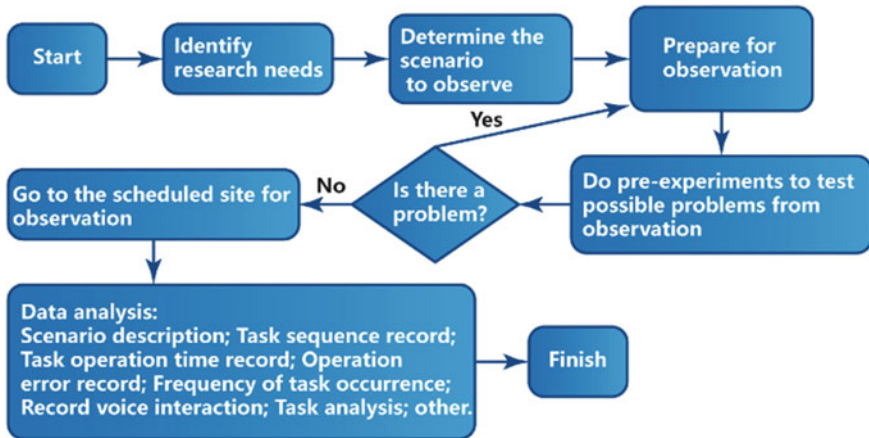 Start
Identify
research needs
Determine the
scenario
to observe
Prepare for
observation
Yes
Do pre-experiments to test
possible problems from
observation
Is there a
problem?
No
Go to the scheduled site for
observation
Data analysis:
Scenario description; Task sequence record;
Task operation time record; Operation
error record; Frequency of task occurrence;
Record voice interaction; Task analysis; other.
Finish